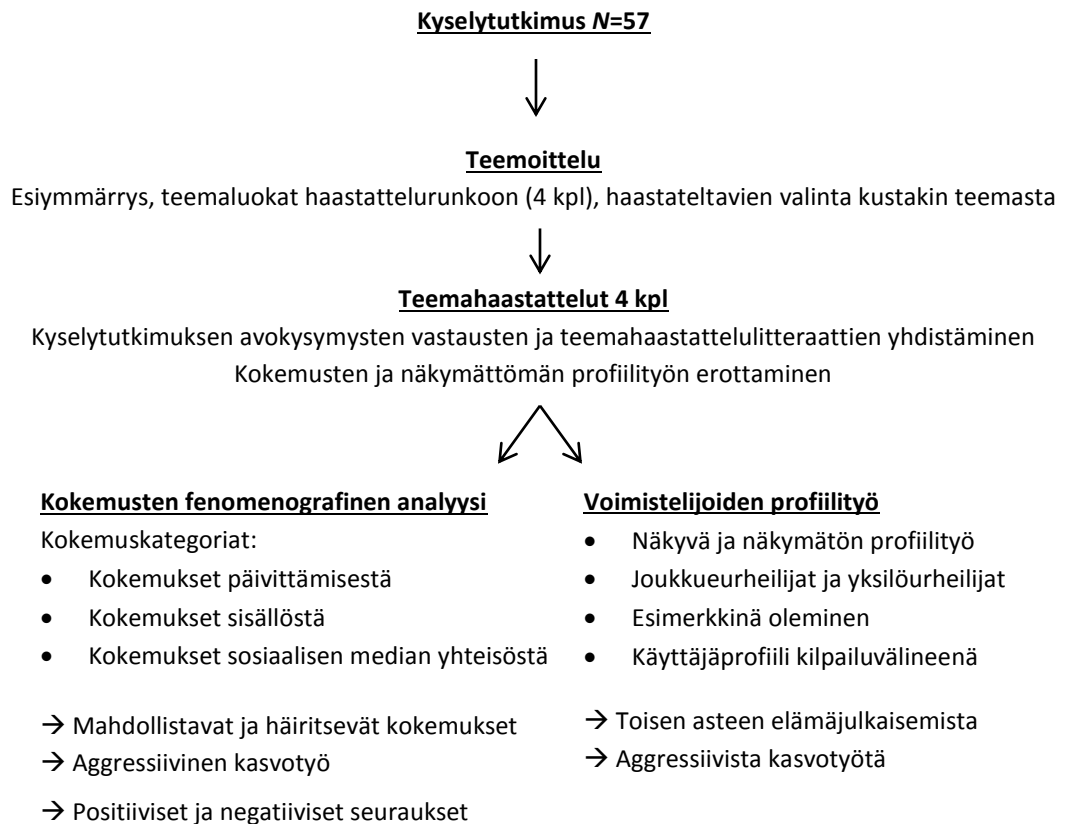 Kyselytutkimus N=57
Teemoittelu
Esiymmärrys, teemaluokat haastattelurunkoon (4 kpl), haastateltavien valinta kustakin teemasta
Teemahaastattelut 4 kpl
Kyselytutkimuksen avokysymysten vastausten ja teemahaastattelulitteraattien yhdistäminen
Kokemusten ja näkymättömän profiilityön erottaminen
Kokemusten fenomenografinen analyysi
Kokemuskategoriat:
• Kokemukset päivittämisestä
• Kokemukset sisällöstä
• Kokemukset sosiaalisen median yhteisöstä
→ Mahdollistavat ja häiritsevät kokemukset
→ Aggressiivinen kasvotyö
→ Positiiviset ja negatiiviset seuraukset
Voimistelijoiden profiilityö
• Näkyvä ja näkymätön profiilityö
• Joukkueurheilijat ja yksilöurheilijat
• Esimerkkinä oleminen
• Käyttäjäprofiili kilpailuvälineenä
→ Toisen asteen elämäjulkaisemista
→ Aggressiivista kasvotyötä